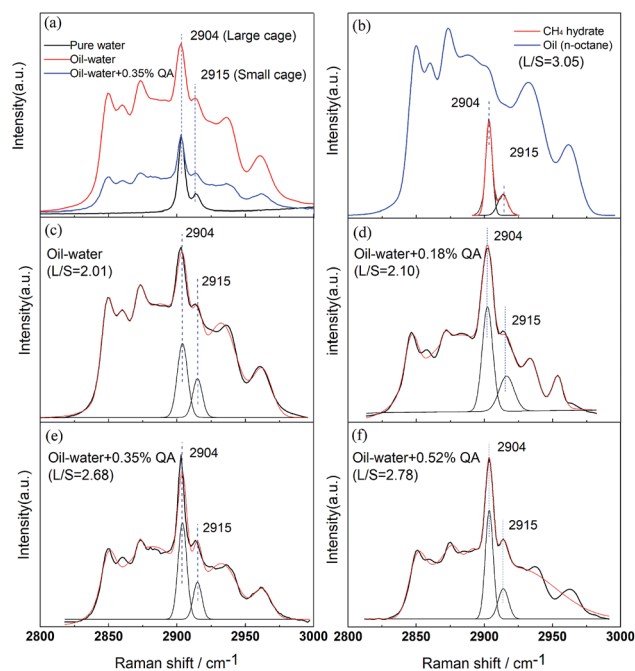 (a)
Pure water
Oil-water
Oil-water+0.35% QA
2904 (Large cage)
2915 (Small cage)
Intensity(a.u.)
(b)
CH₄ hydrate
Oil (n-octane)
(L/S=3.05)
2904
2915
Intensity(a.u.)
(c)
Oil-water
(L/S=2.01)
2904
2915
Intensity(a.u.)
(d)
Oil-water+0.18% QA
(L/S=2.10)
2904
2915
intensity(a.u.)
(e)
Oil-water+0.35% QA
(L/S=2.68)
2904
2915
Intensity(a.u.)
2800 2850 2900 2950 3000
Raman shift / cm⁻¹
(f)
Oil-water+0.52% QA
(L/S=2.78)
2904
2915
Intensity(a.u.)
2800 2850 2900 2950 3000
Raman shift / cm⁻¹